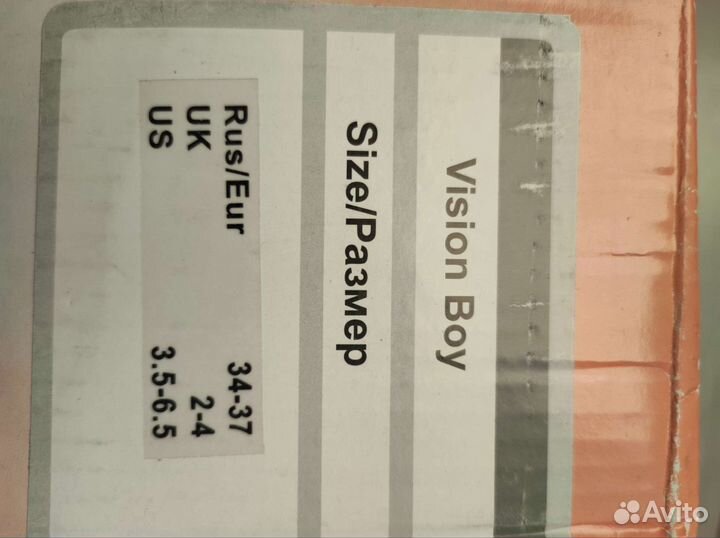 Vision Boy
Size/Размер
Rus/Eur 34-37
UK 2-4
US 3.5-6.5
Avito